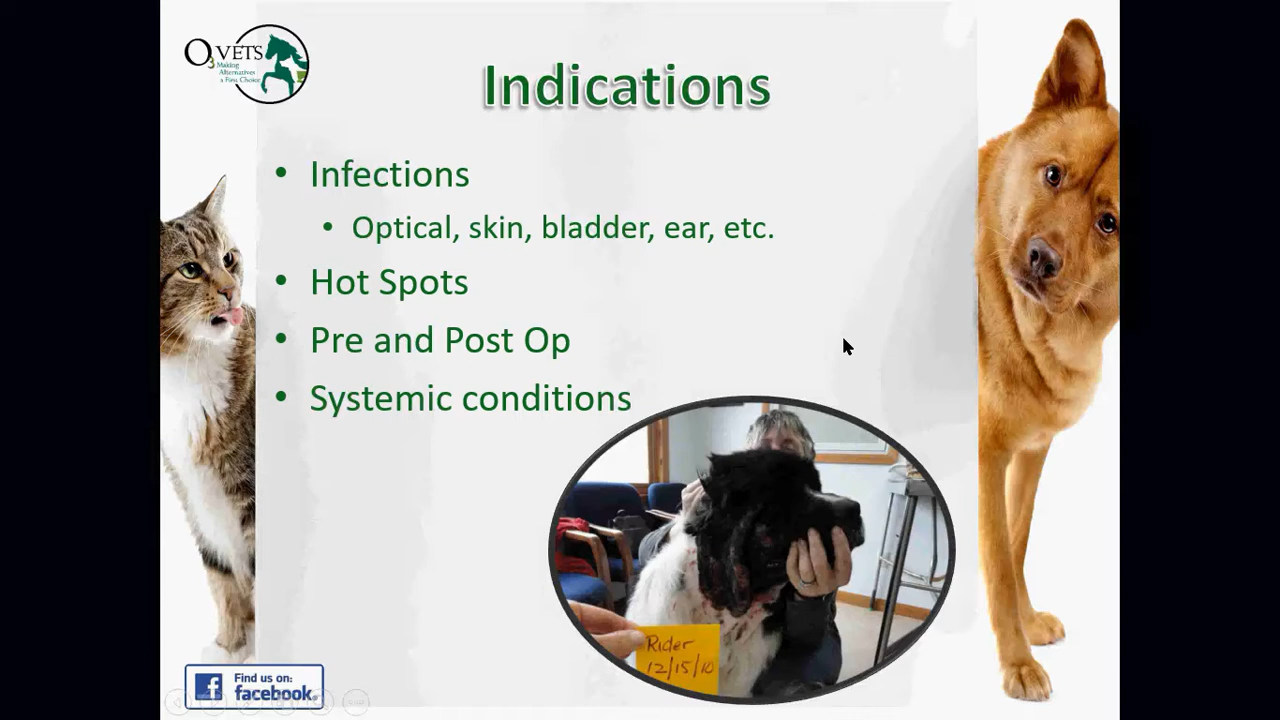 O3VETS
Making
Alternatives
a First Choice
Indications
• Infections
• Optical, skin, bladder, ear, etc.
• Hot Spots
• Pre and Post Op
• Systemic conditions
Rider
12/15/10
Find us on:
facebook.